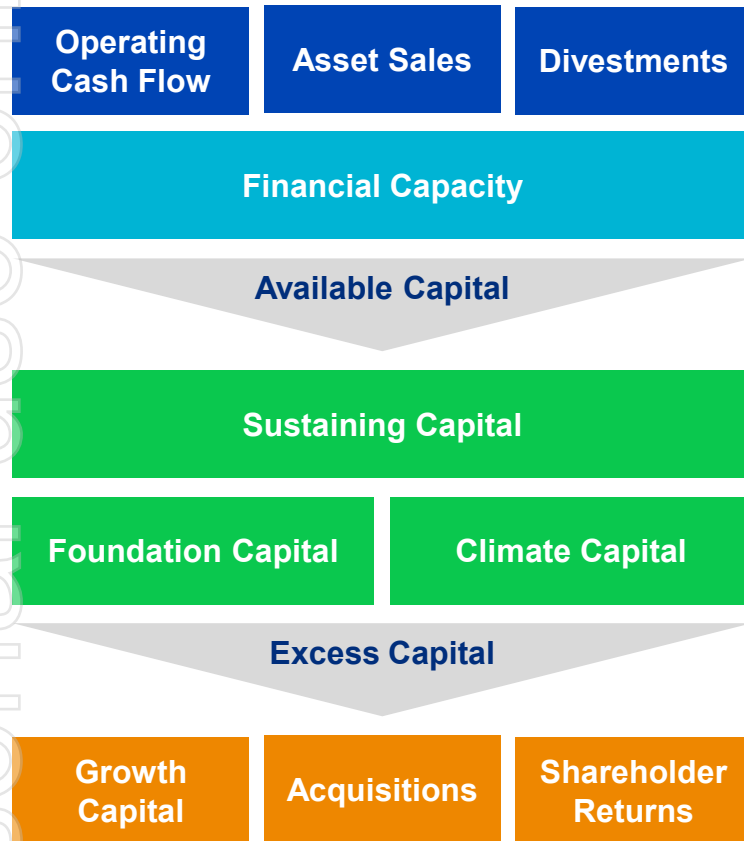 Operating
Cash Flow
Asset Sales
Divestments
Financial Capacity
Available Capital
Sustaining Capital
Foundation Capital
Climate Capital
Excess Capital
Growth
Capital
Acquisitions
Shareholder
Returns